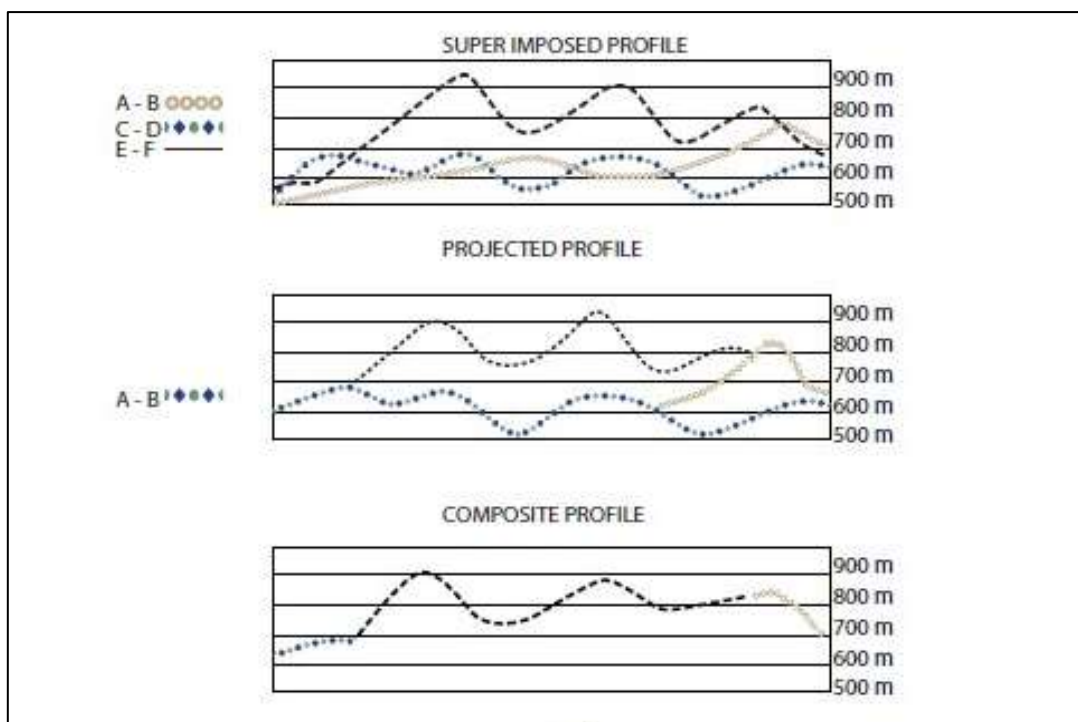 SUPER IMPOSED PROFILE
A - B
C - D
E - F
900 m
800 m
700 m
600 m
500 m
PROJECTED PROFILE
A - B
900 m
800 m
700 m
600 m
500 m
COMPOSITE PROFILE
900 m
800 m
700 m
600 m
500 m